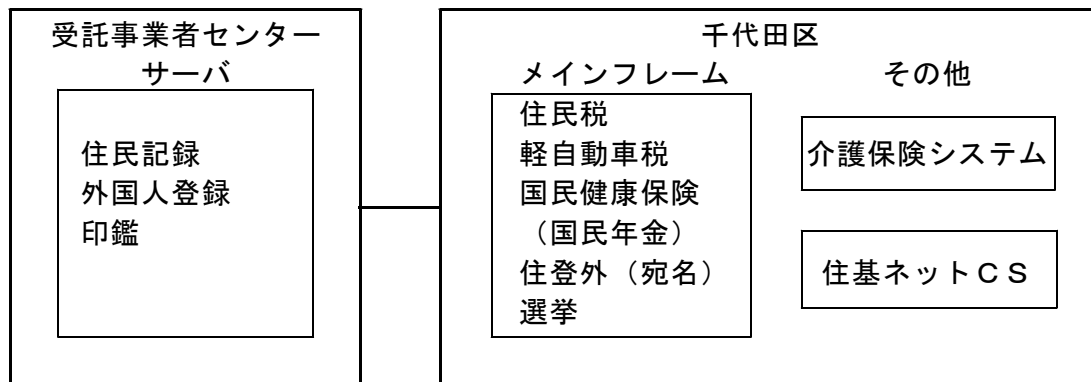 受託事業者センター
サーバ
住民記録
外国人登録
印鑑
千代田区
メインフレーム
住民税
軽自動車税
国民健康保険
（国民年金）
住登外（宛名）
選挙
その他
介護保険システム
住基ネットＣＳ